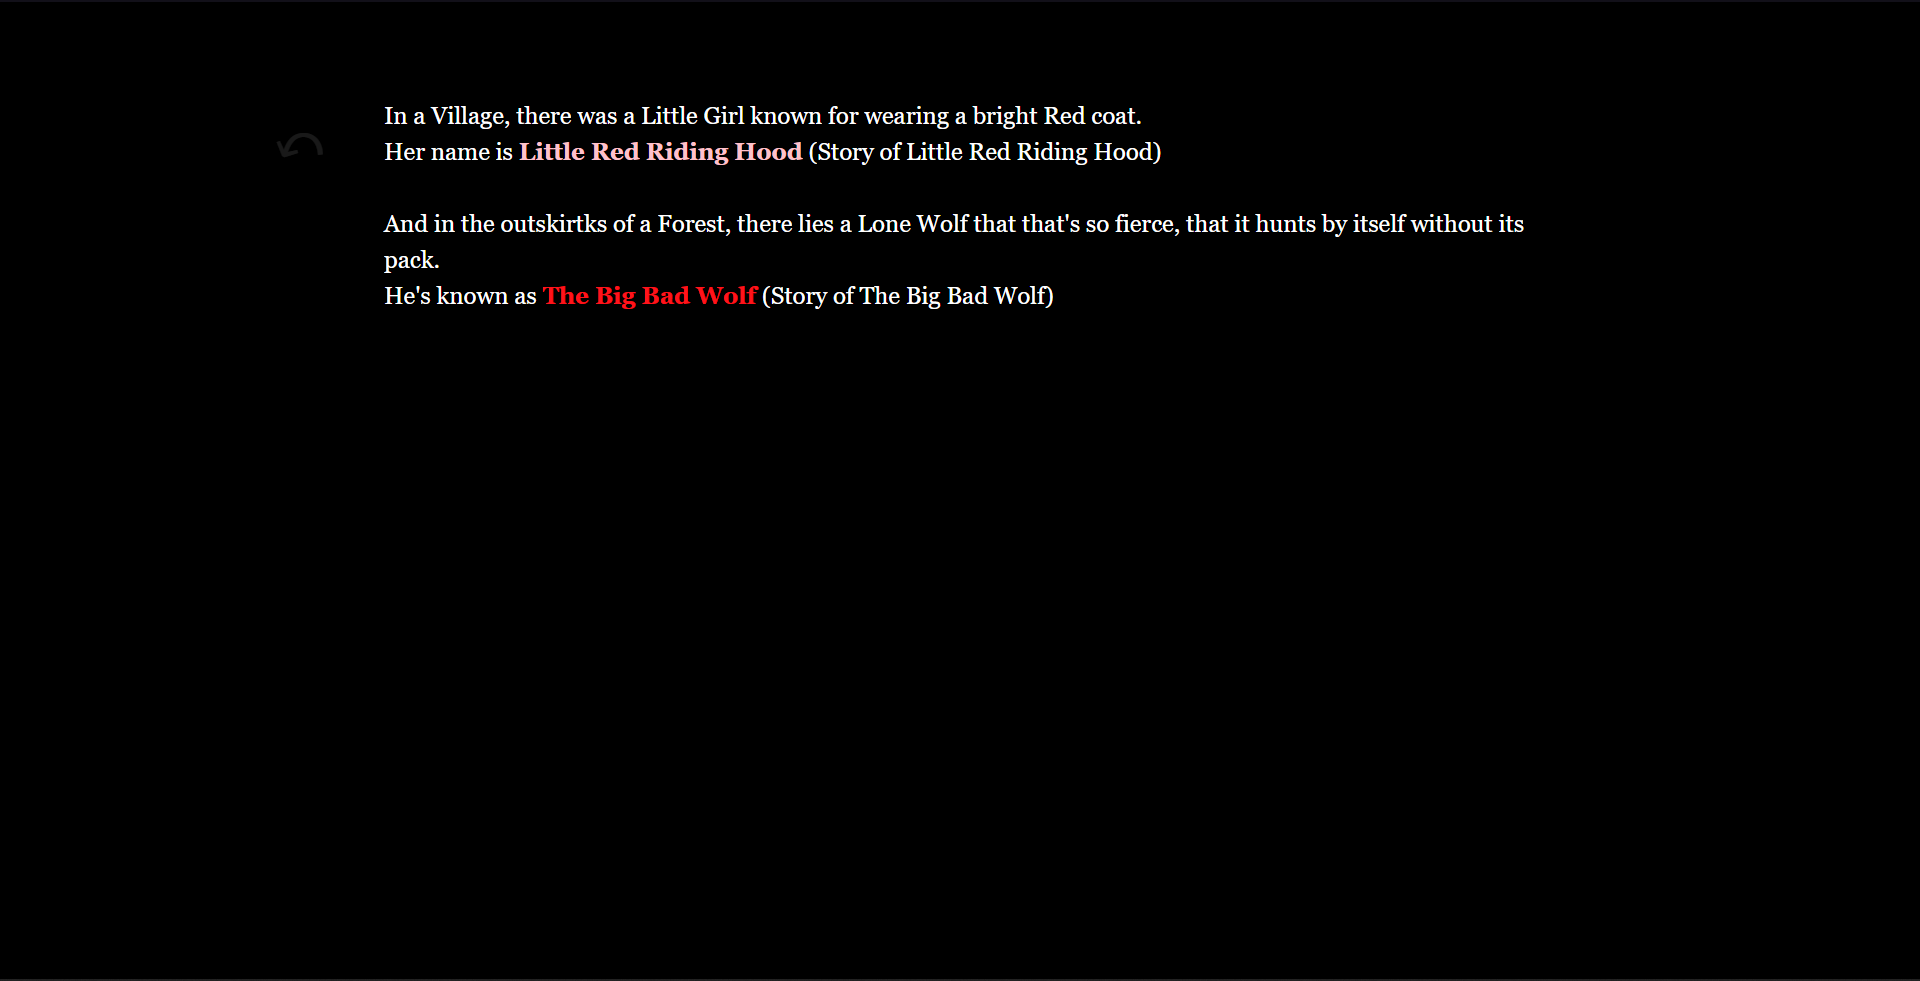 In a Village, there was a Little Girl known for wearing a bright Red coat.
Her name is Little Red Riding Hood (Story of Little Red Riding Hood)
And in the outskirtks of a Forest, there lies a Lone Wolf that that's so fierce, that it hunts by itself without its
pack.
He's known as The Big Bad Wolf (Story of The Big Bad Wolf)